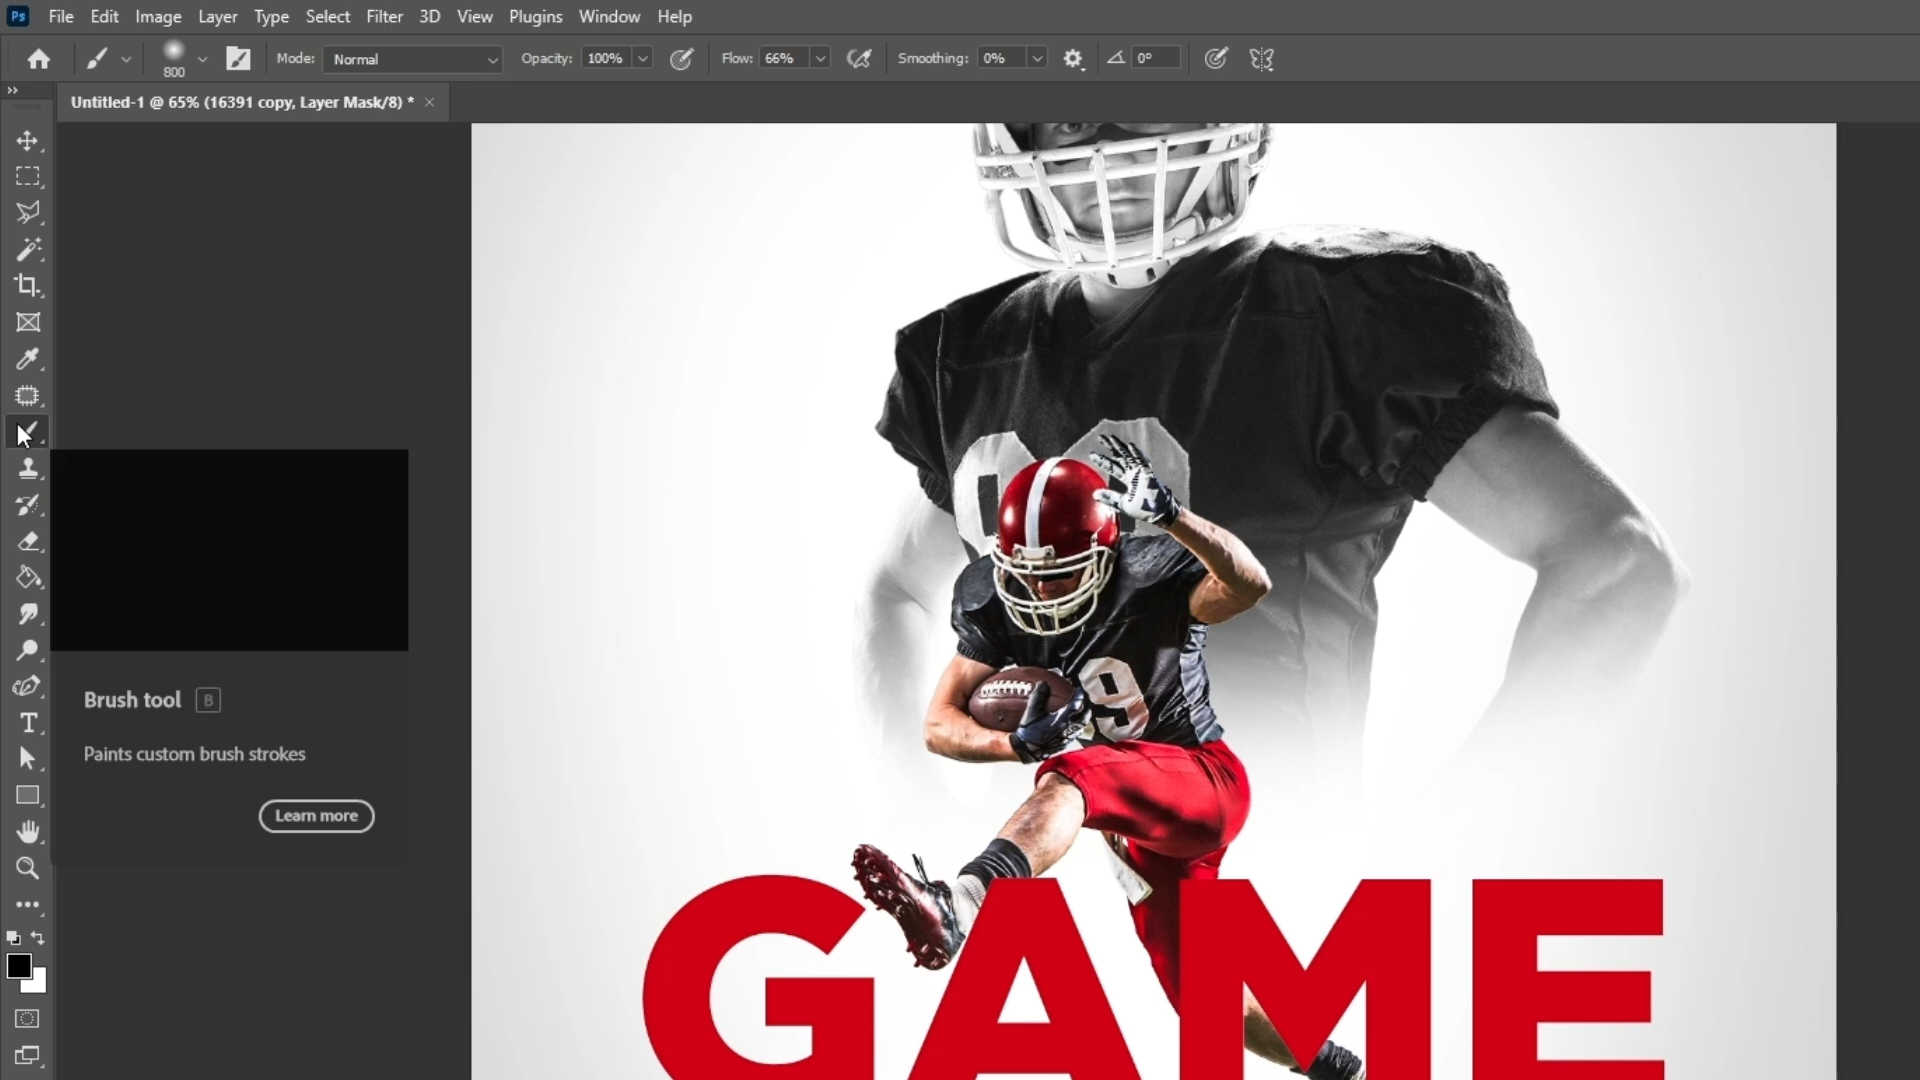 Ps File Edit Image Layer Type Select Filter 3D View Plugins Window Help
800 Mode: Normal Opacity: 100% Flow: 66% Smoothing: 0% 0°
Untitled-1 @ 65% (16391 copy, Layer Mask/8) * ×
Brush tool B
Paints custom brush strokes
Learn more
T
9
GAME